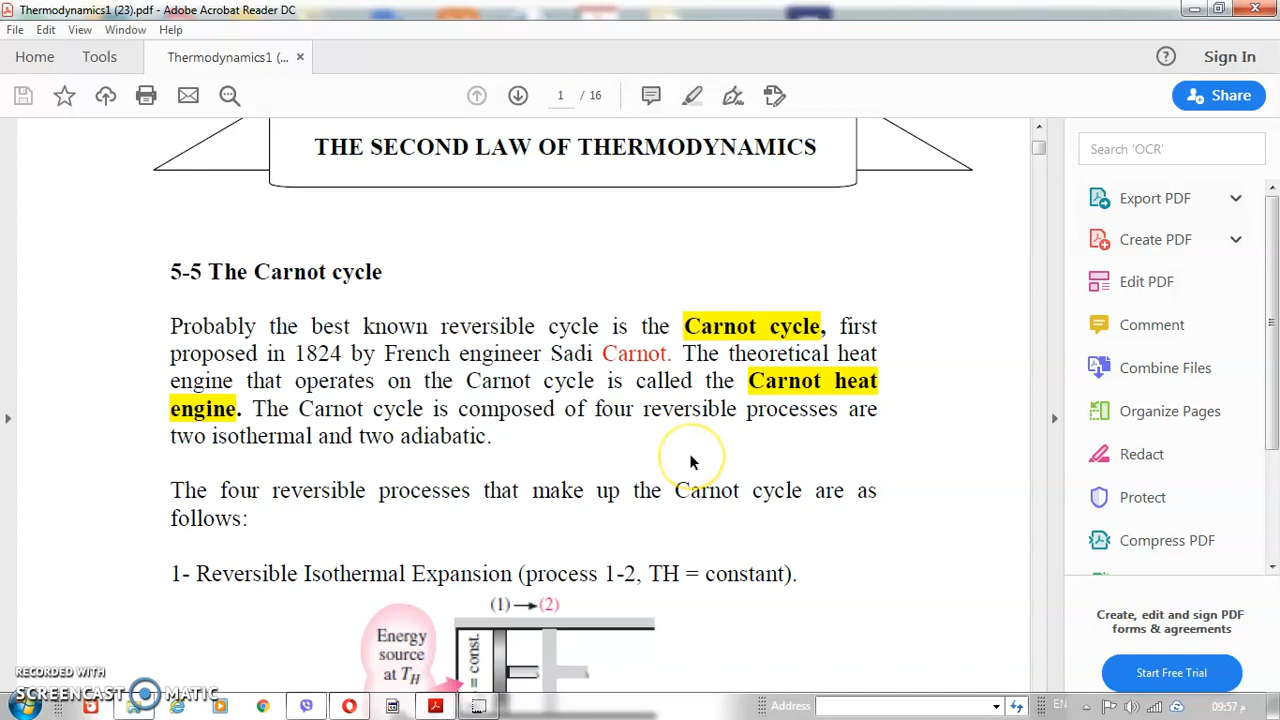 Thermodynamics1 (23).pdf - Adobe Acrobat Reader DC
File Edit View Window Help
Home Tools Thermodynamics1 (... × Sign In
1 / 16 Share
THE SECOND LAW OF THERMODYNAMICS
5-5 The Carnot cycle
Probably the best known reversible cycle is the Carnot cycle, first
proposed in 1824 by French engineer Sadi Carnot. The theoretical heat
engine that operates on the Carnot cycle is called the Carnot heat
engine. The Carnot cycle is composed of four reversible processes are
two isothermal and two adiabatic.
The four reversible processes that make up the Carnot cycle are as
follows:
1- Reversible Isothermal Expansion (process 1-2, TH = constant).
(1) → (2)
Energy
source
at TH
= const.
Search 'OCR'
Export PDF
Create PDF
Edit PDF
Comment
Combine Files
Organize Pages
Redact
Protect
Compress PDF
Create, edit and sign PDF
forms & agreements
Start Free Trial
RECORDED WITH
SCREENCAST MATIC
Address EN 09:57 م